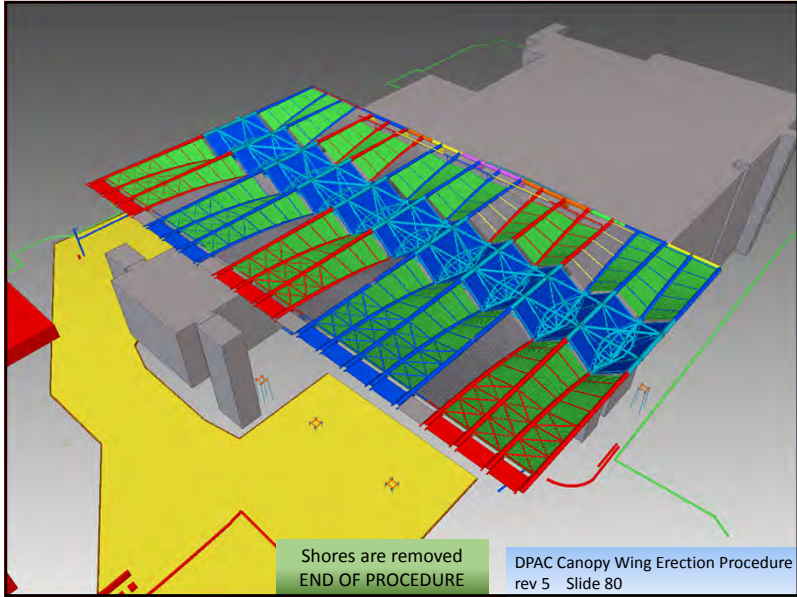 Shores are removed
END OF PROCEDURE
DPAC Canopy Wing Erection Procedure
rev 5 Slide 80